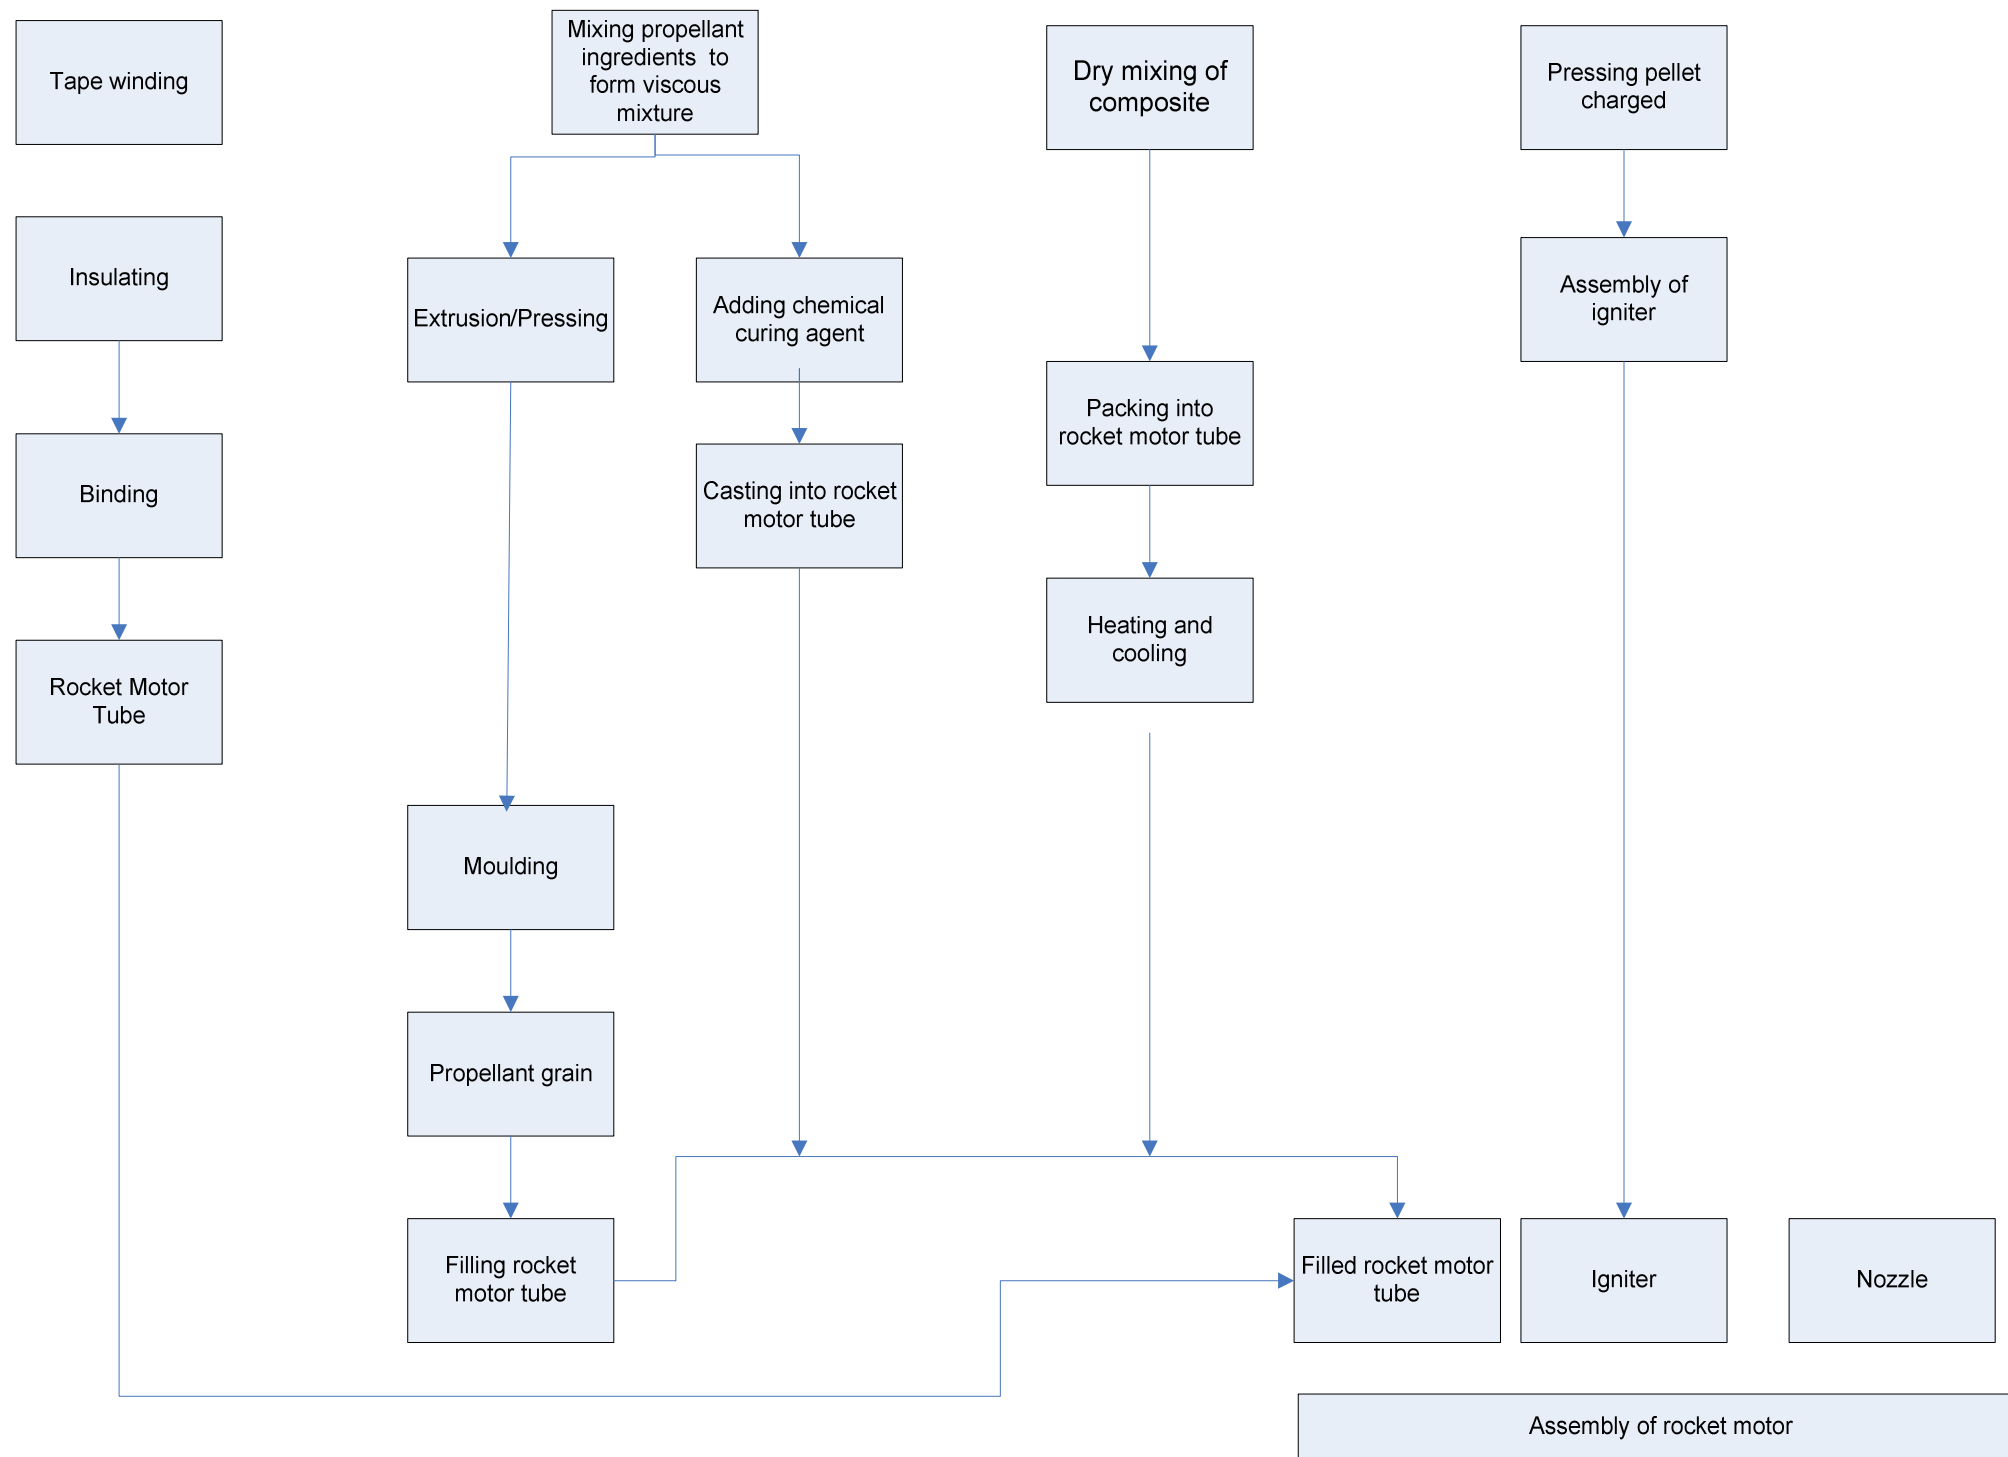 Tape winding
Mixing propellant
ingredients to
form viscous
mixture
Dry mixing of
composite
Pressing pellet
charged
Insulating
Extrusion/Pressing
Adding chemical
curing agent
Assembly of
igniter
Binding
Casting into rocket
motor tube
Packing into
rocket motor tube
Rocket Motor
Tube
Heating and
cooling
Moulding
Propellant grain
Filling rocket
motor tube
Filled rocket motor
tube
Igniter
Nozzle
Assembly of rocket motor